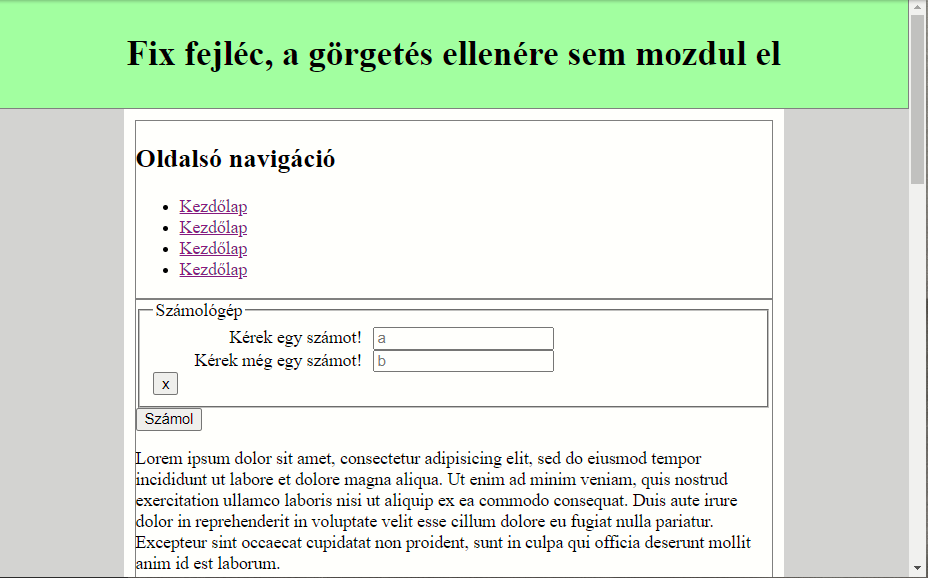 Fix fejléc, a görgetés ellenére sem mozdul el
Oldalsó navigáció
Kezdőlap
Kezdőlap
Kezdőlap
Kezdőlap
Számológép
Kérek egy számot! a
Kérek még egy számot! b
x
Számol
Lorem ipsum dolor sit amet, consectetur adipisicing elit, sed do eiusmod tempor
incididunt ut labore et dolore magna aliqua. Ut enim ad minim veniam, quis nostrud
exercitation ullamco laboris nisi ut aliquip ex ea commodo consequat. Duis aute irure
dolor in reprehenderit in voluptate velit esse cillum dolore eu fugiat nulla pariatur.
Excepteur sint occaecat cupidatat non proident, sunt in culpa qui officia deserunt mollit
anim id est laborum.